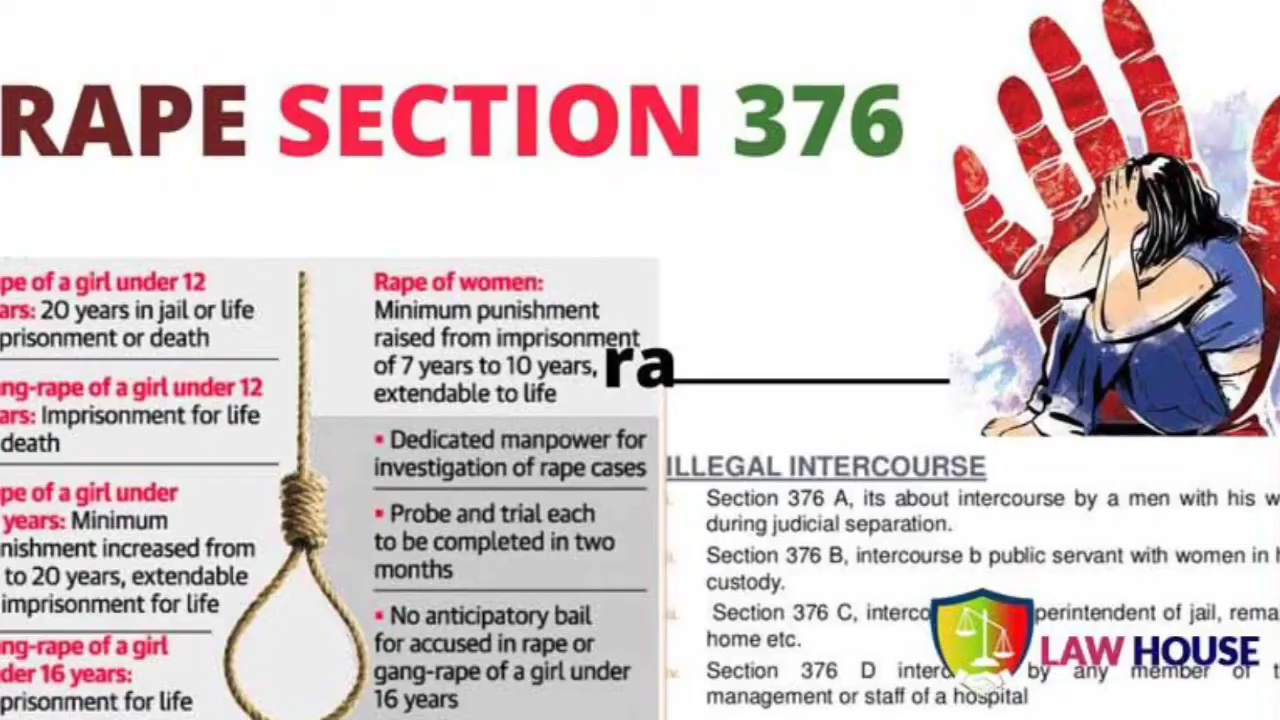 RAPE SECTION 376
pe of a girl under 12
ars: 20 years in jail or life
prisonment or death
ng-rape of a girl under 12
ars: Imprisonment for life
death
pe of a girl under
years: Minimum
nishment increased from
to 20 years, extendable
imprisonment for life
ng-rape of a girl
der 16 years:
prisonment for life
Rape of women:
Minimum punishment
raised from imprisonment
of 7 years to 10 years,
extendable to life
▪ Dedicated manpower for
investigation of rape cases
▪ Probe and trial each
to be completed in two
months
▪ No anticipatory bail
for accused in rape or
gang-rape of a girl under
16 years
ra
ILLEGAL INTERCOURSE
Section 376 A, its about intercourse by a men with his w
during judicial separation.
Section 376 B, intercourse b public servant with women in h
custody.
Section 376 C, interco perintendent of jail, rema
home etc.
Section 376 D interc by any member of t
management or staff of a hospital
LAW HOUSE